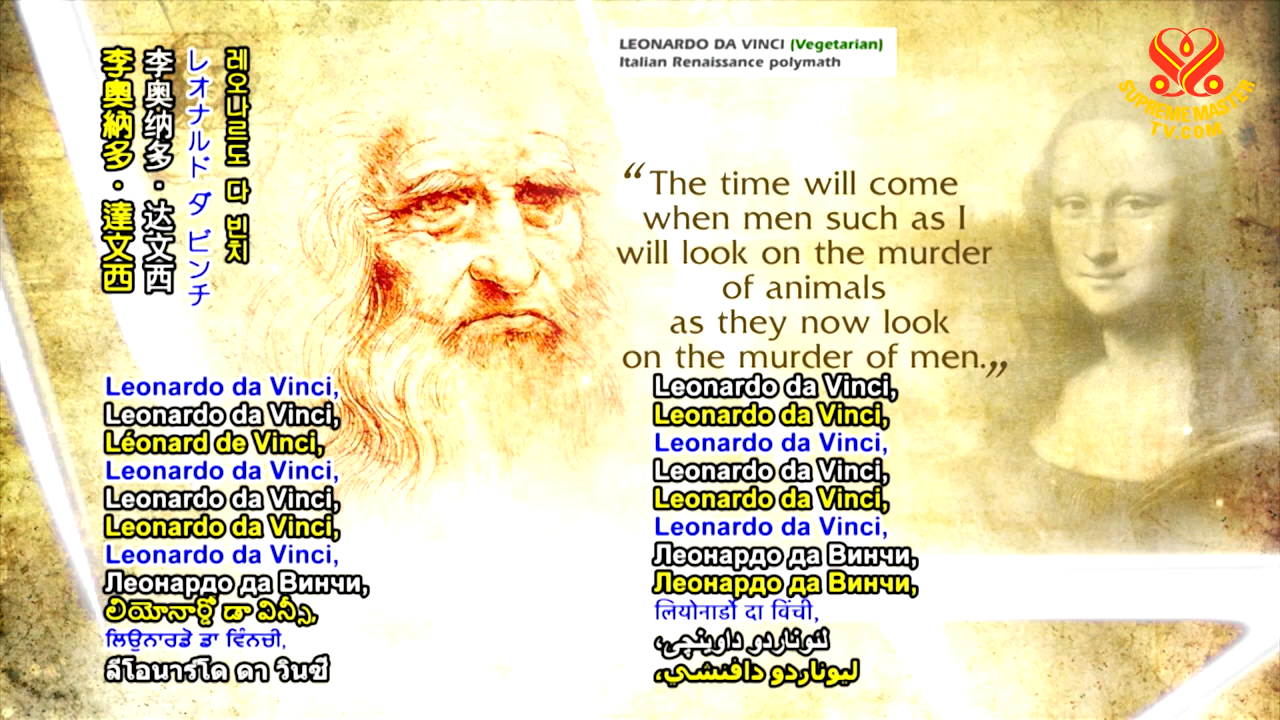 LEONARDO DA VINCI (Vegetarian)
Italian Renaissance polymath
SUPREME MASTER
TV.COM
李奧納多・達文西
李奥纳多・达文西
レオナルド ダ ビンチ
레오나르도 다 빈치
“The time will come
when men such as I
will look on the murder
of animals
as they now look
on the murder of men.”
Leonardo da Vinci,
Leonardo da Vinci,
Léonard de Vinci,
Leonardo da Vinci,
Leonardo da Vinci,
Leonardo da Vinci,
Leonardo da Vinci,
Леонардо да Винчи,
లియోనార్డో డా విన్సీ,
ਲਿਉਨਾਰਡੋ ਡਾ ਵਿੰਨਚੀ,
ลีโอนาร์โด ดา วินชี
Leonardo da Vinci,
Leonardo da Vinci,
Leonardo da Vinci,
Leonardo da Vinci,
Leonardo da Vinci,
Leonardo da Vinci,
Леонардо да Винчи,
Леонардо да Винчи,
लियोनार्डो दा विंची,
لئوناردو داوينچى،
ليوناردو دافنشي،